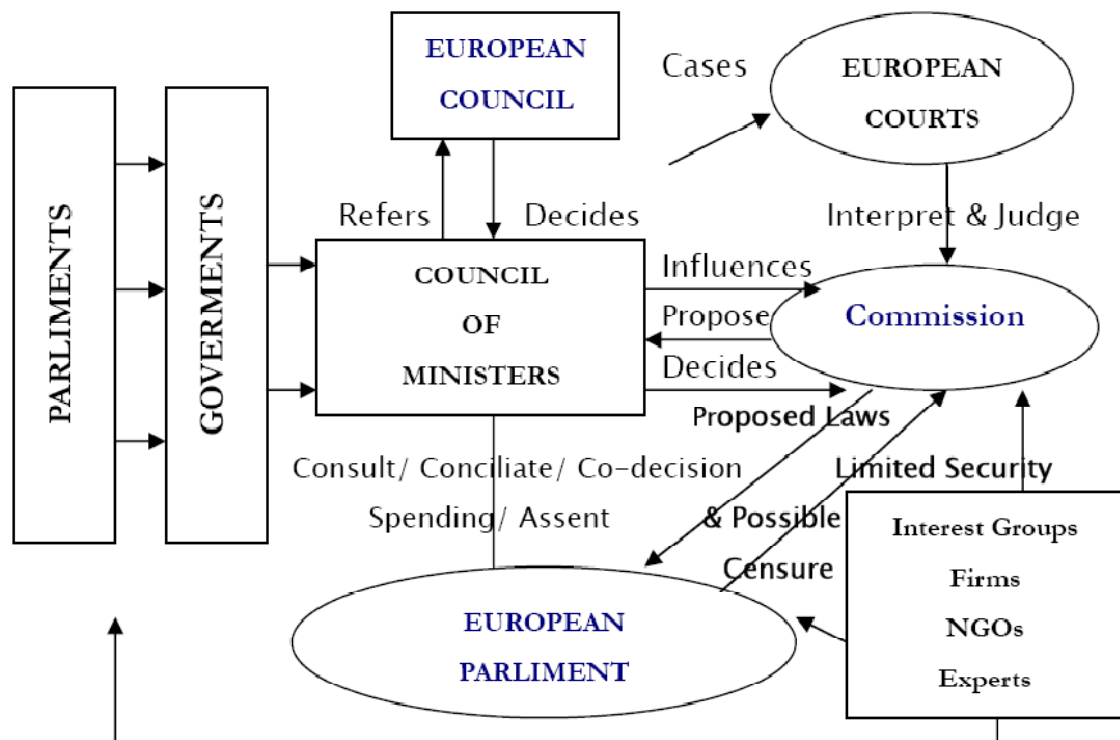 EUROPEAN
COUNCIL
Cases
EUROPEAN
COURTS
PARLIMENTS
GOVERMENTS
Refers
Decides
Interpret & Judge
COUNCIL
OF
MINISTERS
Influences
Propose
Decides
Commission
Proposed Laws
Consult/ Conciliate/ Co-decision
Spending/ Assent
Limited Security
& Possible
Censure
Interest Groups
Firms
NGOs
Experts
EUROPEAN
PARLIMENT